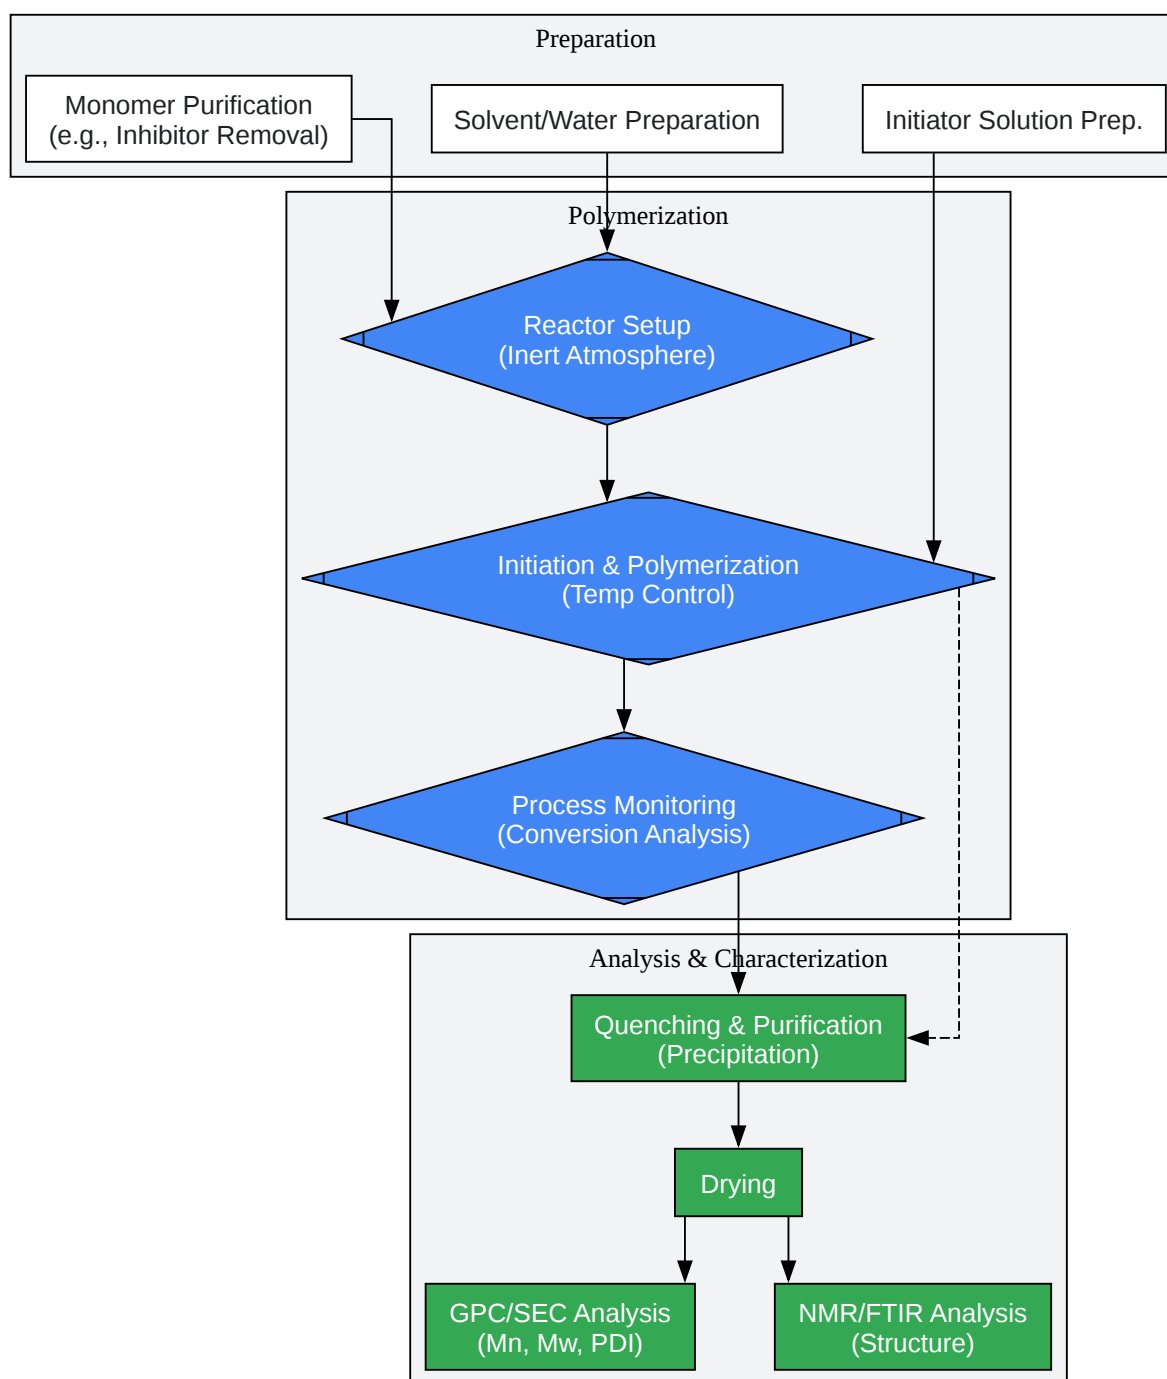 Preparation
Monomer Purification
(e.g., Inhibitor Removal)
Solvent/Water Preparation
Initiator Solution Prep.
Polymerization
Reactor Setup
(Inert Atmosphere)
Initiation & Polymerization
(Temp Control)
Process Monitoring
(Conversion Analysis)
Analysis & Characterization
Quenching & Purification
(Precipitation)
Drying
GPC/SEC Analysis
(Mn, Mw, PDI)
NMR/FTIR Analysis
(Structure)